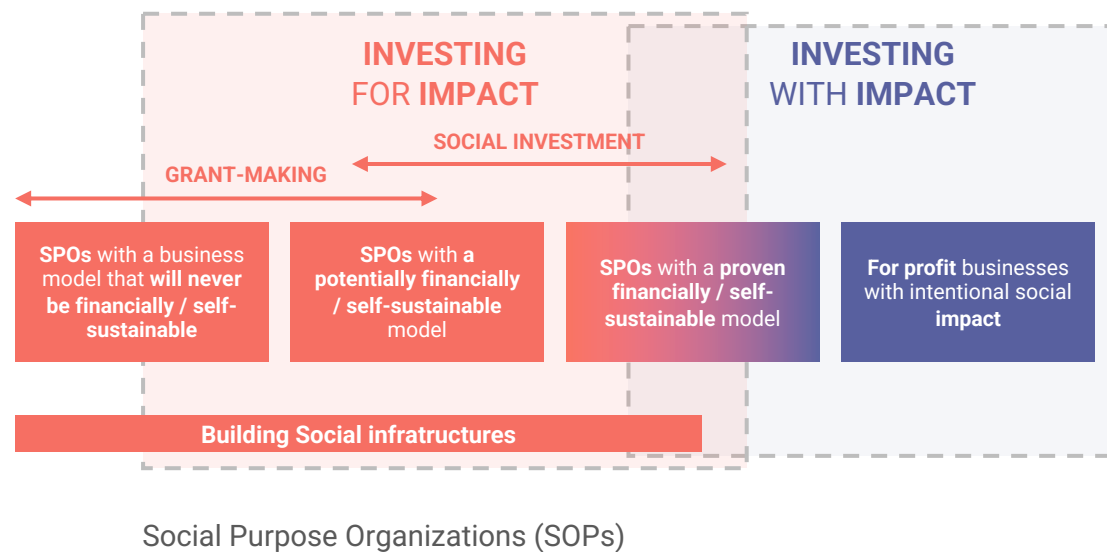 INVESTING
FOR IMPACT
INVESTING
WITH IMPACT
SOCIAL INVESTMENT
GRANT-MAKING
SPOs with a business
model that will never
be financially / self-
sustainable
SPOs with a
potentially financially
/ self-sustainable
model
SPOs with a proven
financially / self-
sustainable model
For profit businesses
with intentional social
impact
Building Social infratructures
Social Purpose Organizations (SOPs)